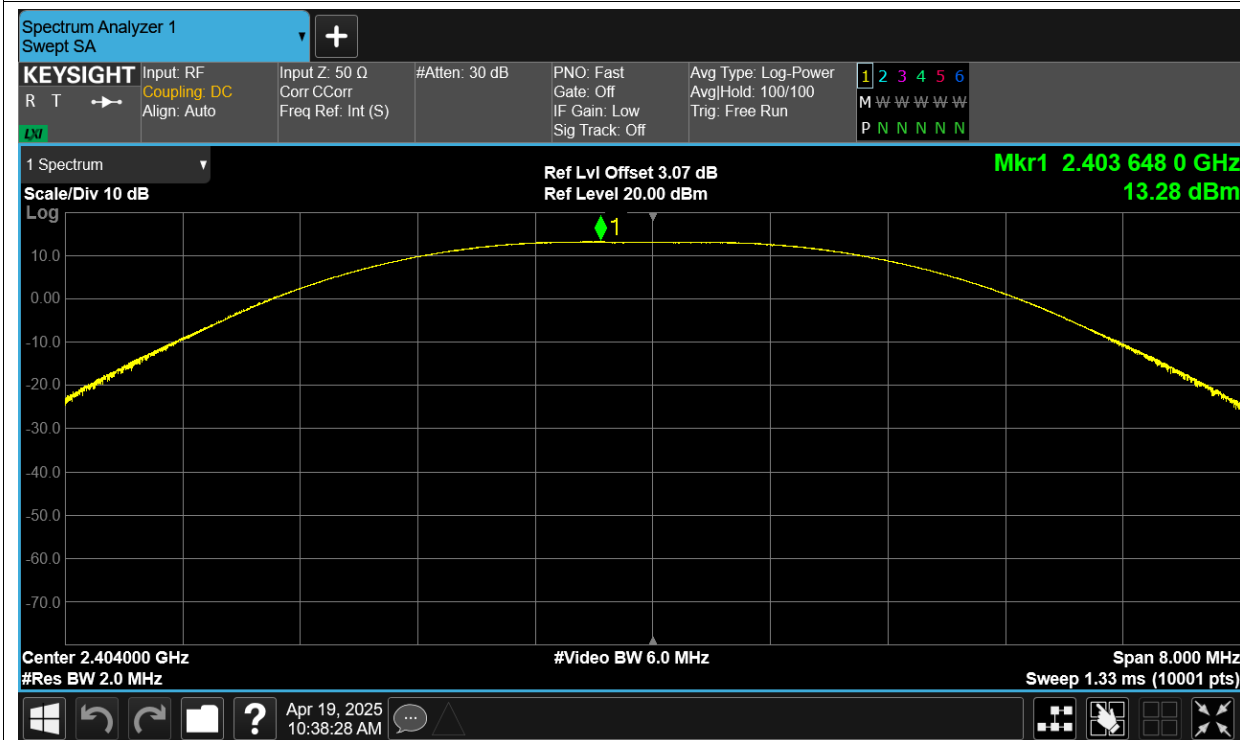 Spectrum Analyzer 1
Swept SA
KEYSIGHT
R T
LXI
Input: RF
Coupling: DC
Align: Auto
Input Z: 50 Ω
Corr CCorr
Freq Ref: Int (S)
#Atten: 30 dB
PNO: Fast
Gate: Off
IF Gain: Low
Sig Track: Off
Avg Type: Log-Power
Avg|Hold: 100/100
Trig: Free Run
1 2 3 4 5 6
M W W W W W
P N N N N N
1 Spectrum
Scale/Div 10 dB
Log
Ref Lvl Offset 3.07 dB
Ref Level 20.00 dBm
Mkr1 2.403 648 0 GHz
13.28 dBm
1
10.0
0.00
-10.0
-20.0
-30.0
-40.0
-50.0
-60.0
-70.0
Center 2.404000 GHz
#Res BW 2.0 MHz
#Video BW 6.0 MHz
Span 8.000 MHz
Sweep 1.33 ms (10001 pts)
?
Apr 19, 2025
10:38:28 AM